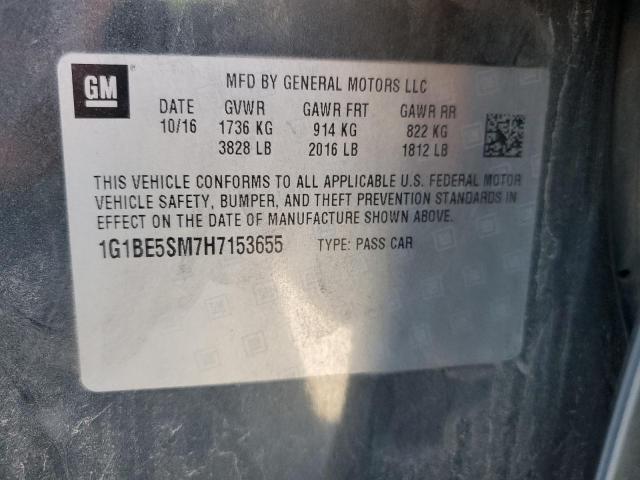 GM
MFD BY GENERAL MOTORS LLC
DATE GVWR GAWR FRT GAWR RR
10/16 1736 KG 914 KG 822 KG
3828 LB 2016 LB 1812 LB
THIS VEHICLE CONFORMS TO ALL APPLICABLE U.S. FEDERAL MOTOR
VEHICLE SAFETY, BUMPER, AND THEFT PREVENTION STANDARDS IN
EFFECT ON THE DATE OF MANUFACTURE SHOWN ABOVE.
1G1BE5SM7H7153655 TYPE: PASS CAR